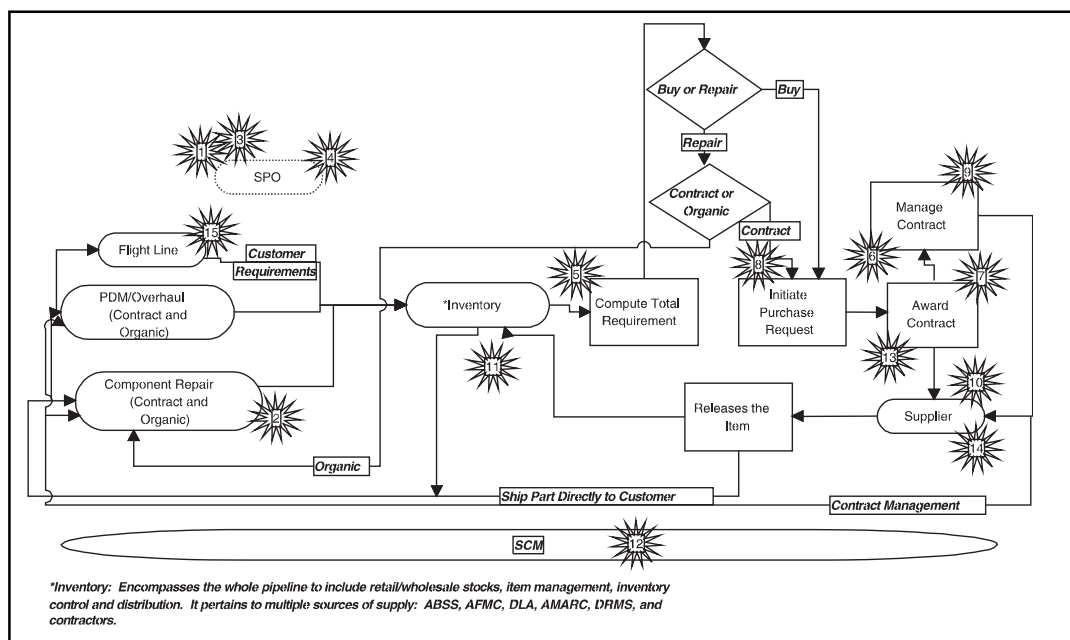 Buy or Repair
Buy
Repair
1
3
4
SPO
Contract or
Organic
Contract
9
Manage
Contract
15
Flight Line
Customer
Requirements
6
8
7
5
PDM/Overhaul
(Contract and
Organic)
*Inventory
Compute Total
Requirement
Initiate
Purchase
Request
Award
Contract
13
11
10
Component Repair
(Contract and
Organic)
2
Releases the
Item
Supplier
14
Organic
Ship Part Directly to Customer
Contract Management
SCM
12
*Inventory: Encompasses the whole pipeline to include retail/wholesale stocks, item management, inventory
control and distribution. It pertains to multiple sources of supply: ABSS, AFMC, DLA, AMARC, DRMS, and
contractors.